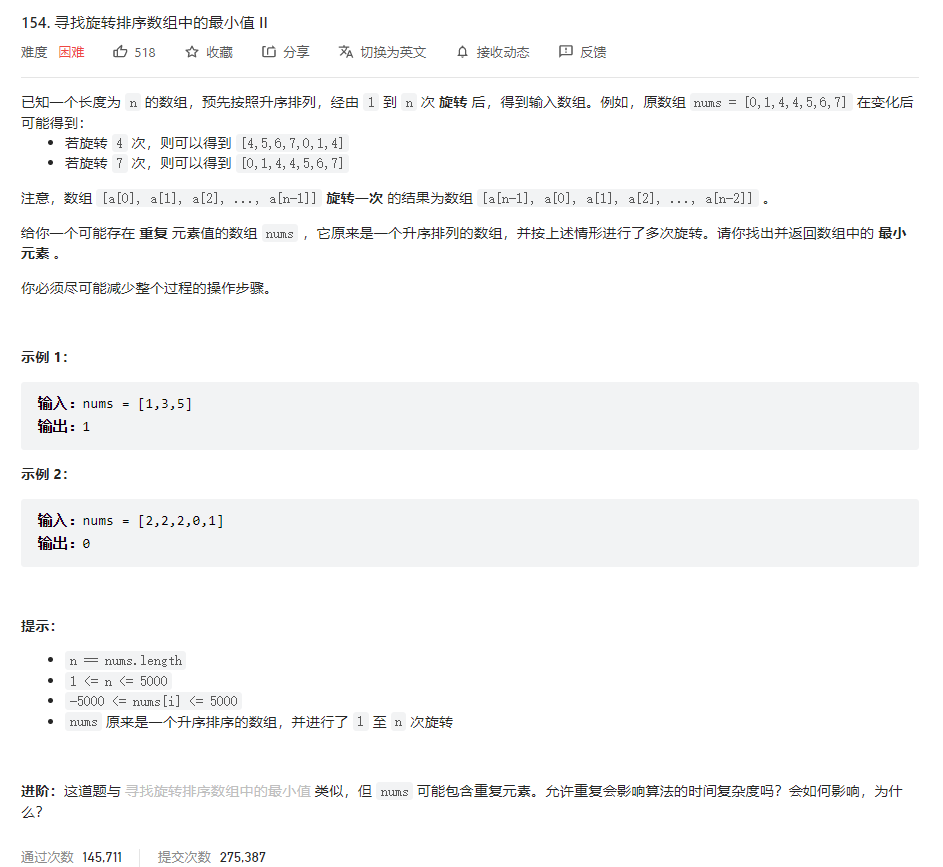 154. 寻找旋转排序数组中的最小值 II
难度 困难 518 收藏 分享 切换为英文 接收动态 反馈
已知一个长度为 n 的数组，预先按照升序排列，经由 1 到 n 次 旋转 后，得到输入数组。例如，原数组 nums = [0,1,4,4,5,6,7] 在变化后
可能得到：
• 若旋转 4 次，则可以得到 [4,5,6,7,0,1,4]
• 若旋转 7 次，则可以得到 [0,1,4,4,5,6,7]
注意，数组 [a[0], a[1], a[2], ..., a[n-1]] 旋转一次 的结果为数组 [a[n-1], a[0], a[1], a[2], ..., a[n-2]] 。
给你一个可能存在 重复 元素值的数组 nums ，它原来是一个升序排列的数组，并按上述情形进行了多次旋转。请你找出并返回数组中的 最小
元素 。
你必须尽可能减少整个过程的操作步骤。
示例 1：
输入：nums = [1,3,5]
输出：1
示例 2：
输入：nums = [2,2,2,0,1]
输出：0
提示：
• n == nums.length
• 1 <= n <= 5000
• -5000 <= nums[i] <= 5000
• nums 原来是一个升序排序的数组，并进行了 1 至 n 次旋转
进阶：这道题与 寻找旋转排序数组中的最小值 类似，但 nums 可能包含重复元素。允许重复会影响算法的时间复杂度吗？会如何影响，为什
么？
通过次数 145,711 提交次数 275,387